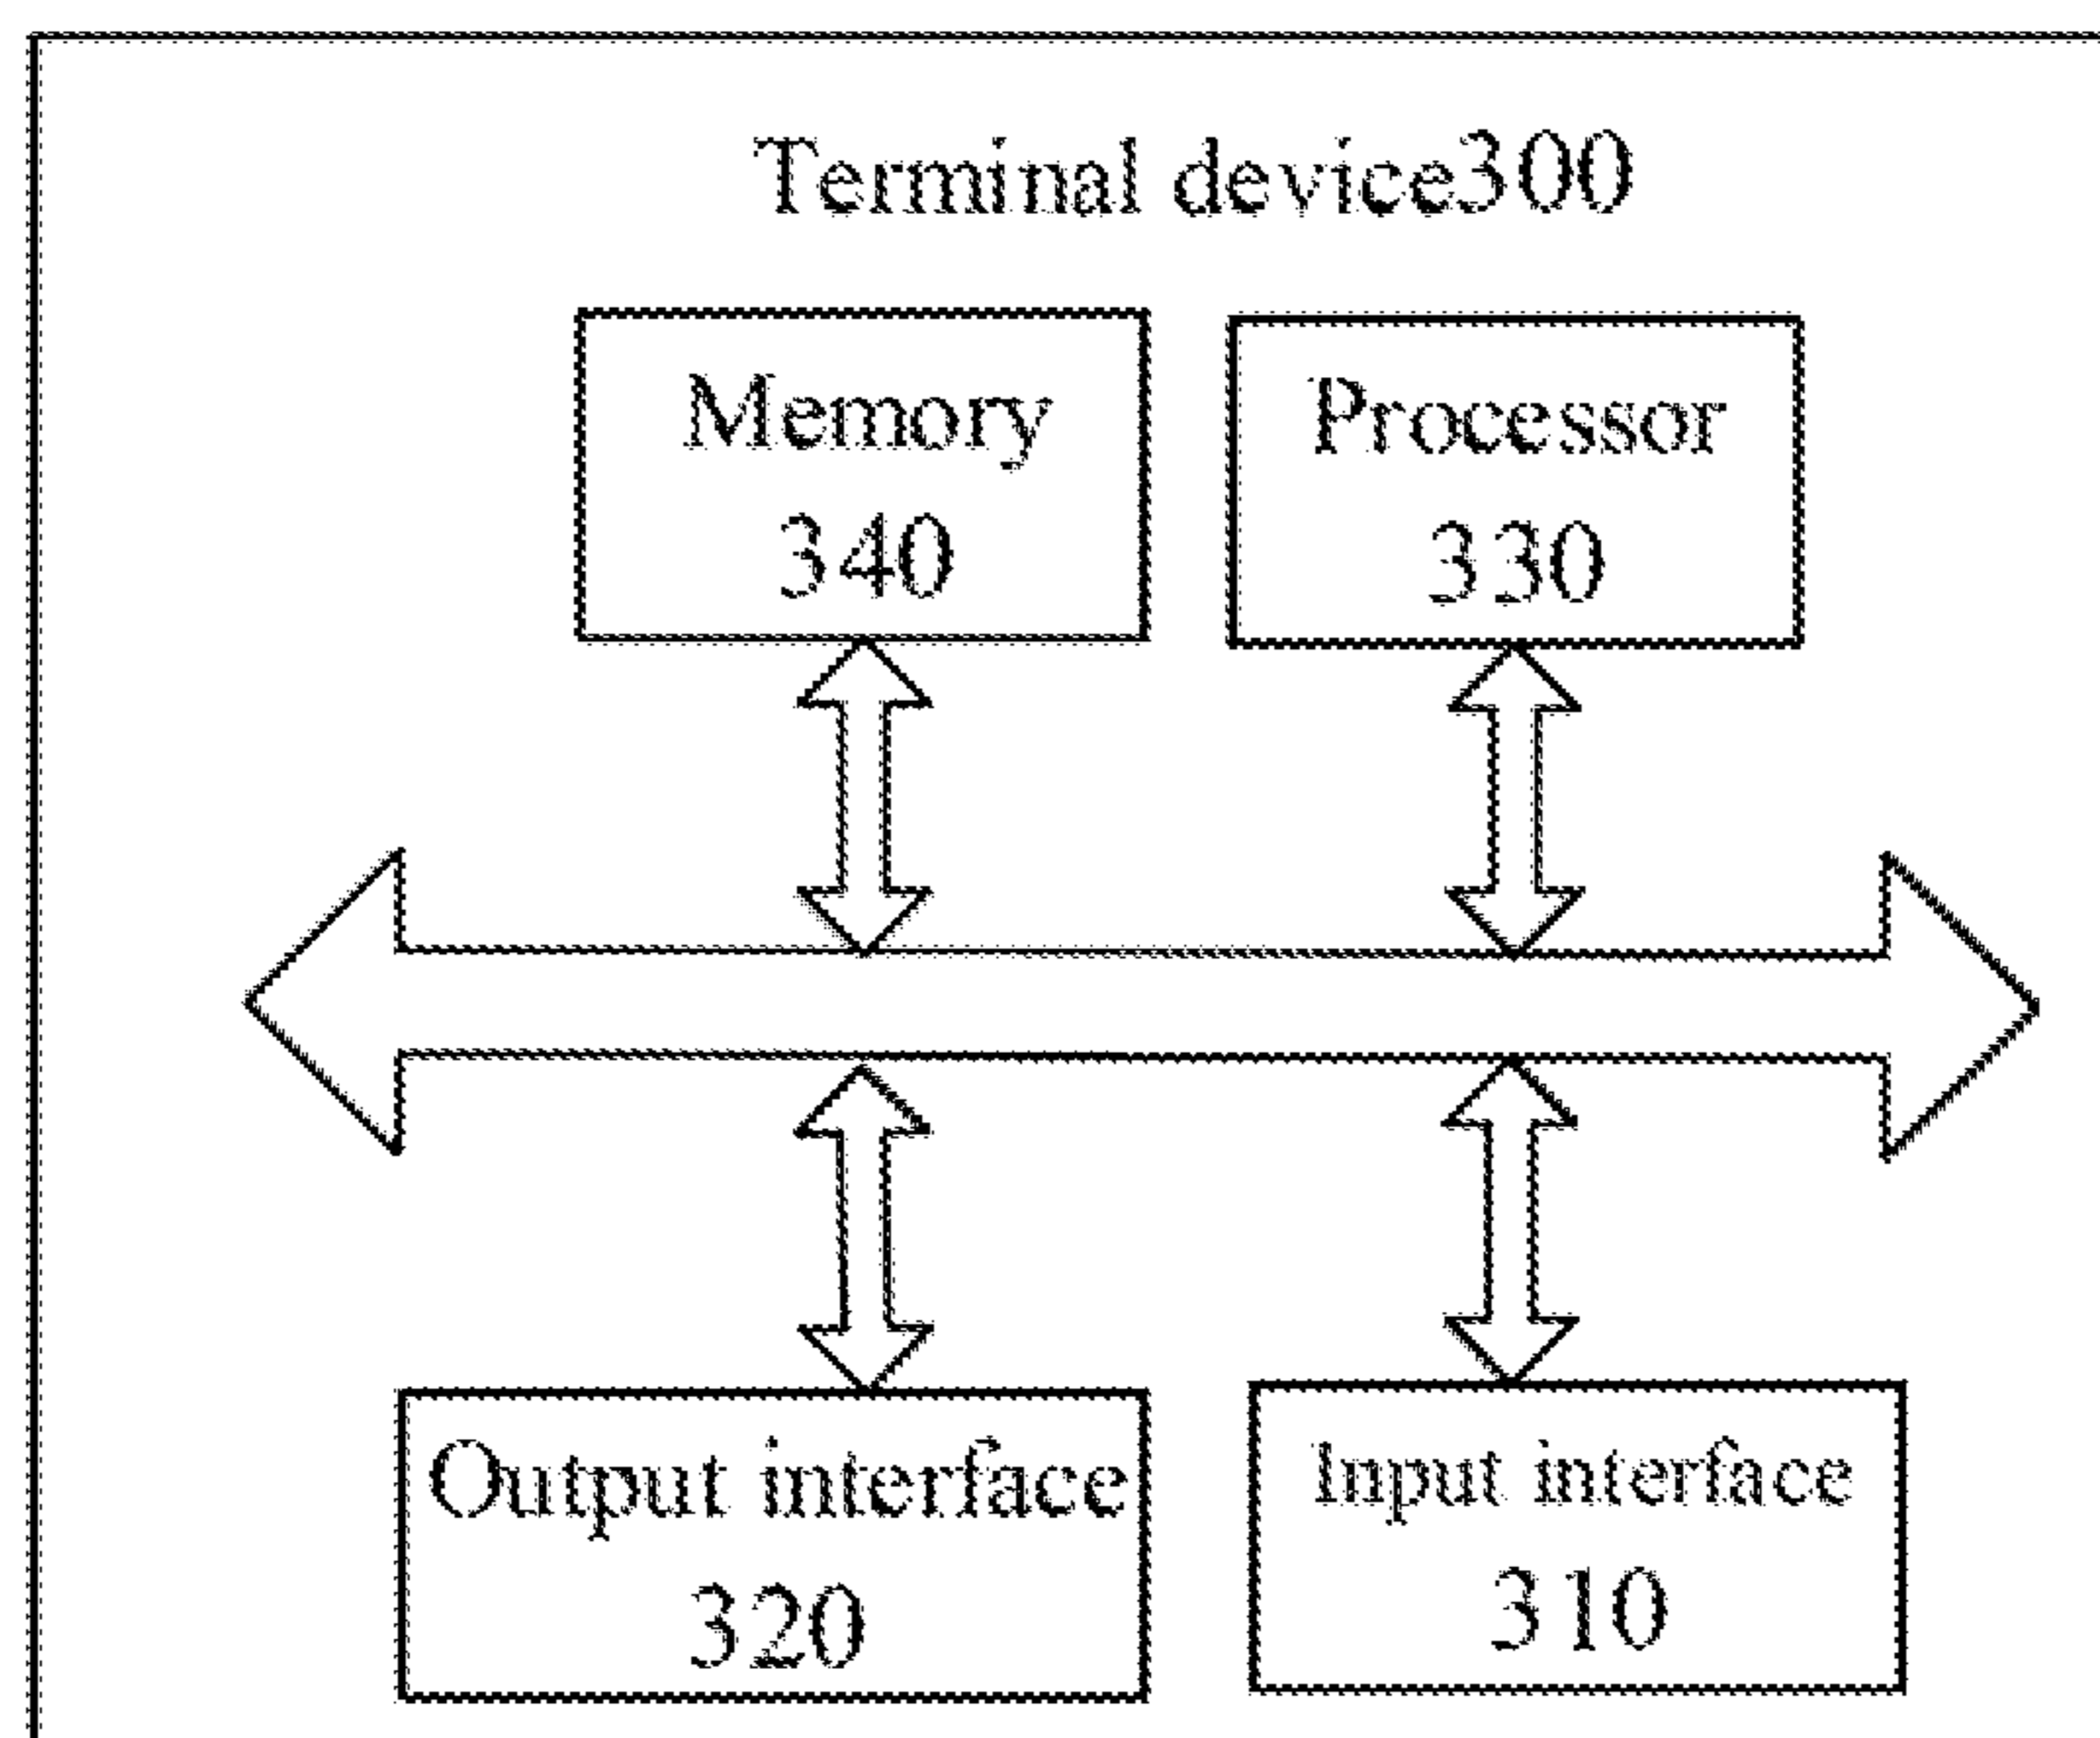 Terminal device300
Memory
340
Processor
330
Output interface
320
Input interface
310